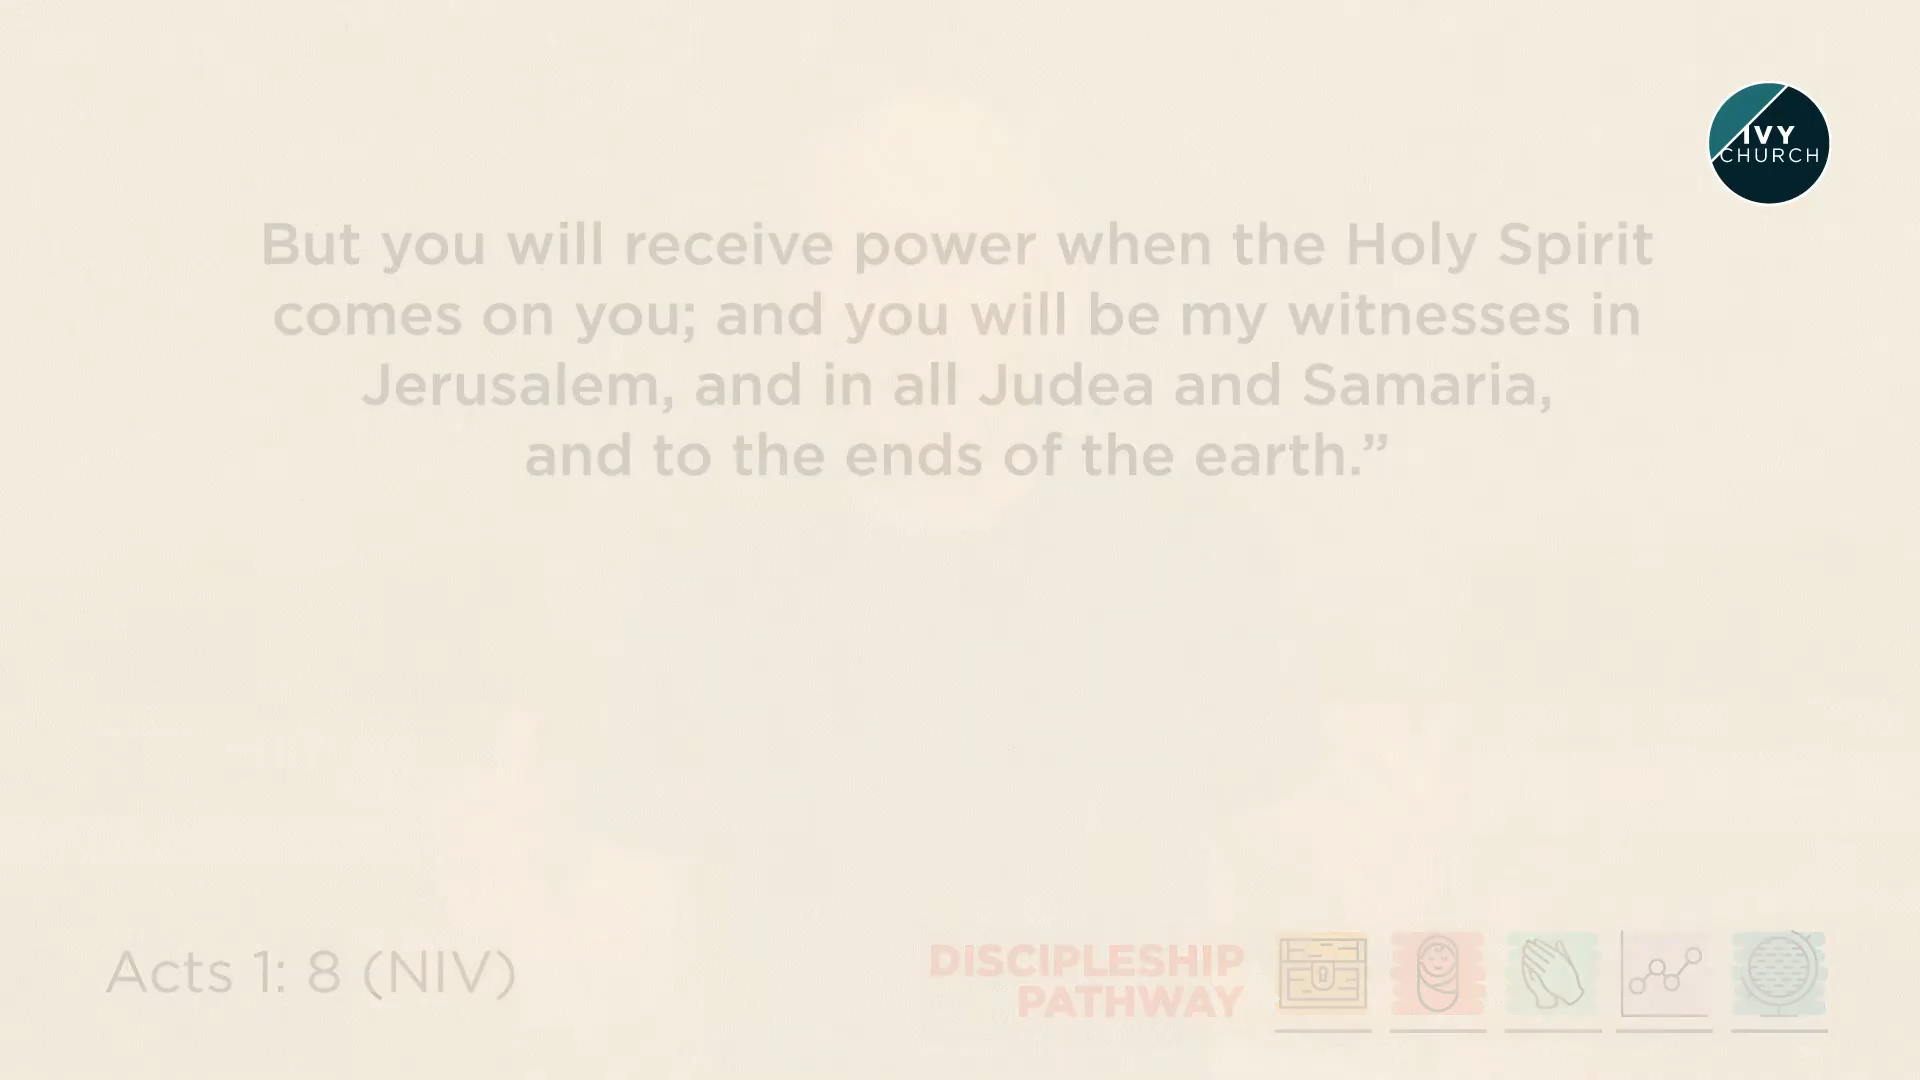 IVY
CHURCH
But you will receive power when the Holy Spirit
comes on you; and you will be my witnesses in
Jerusalem, and in all Judea and Samaria,
and to the ends of the earth.”
Acts 1: 8 (NIV)
DISCIPLESHIP
PATHWAY